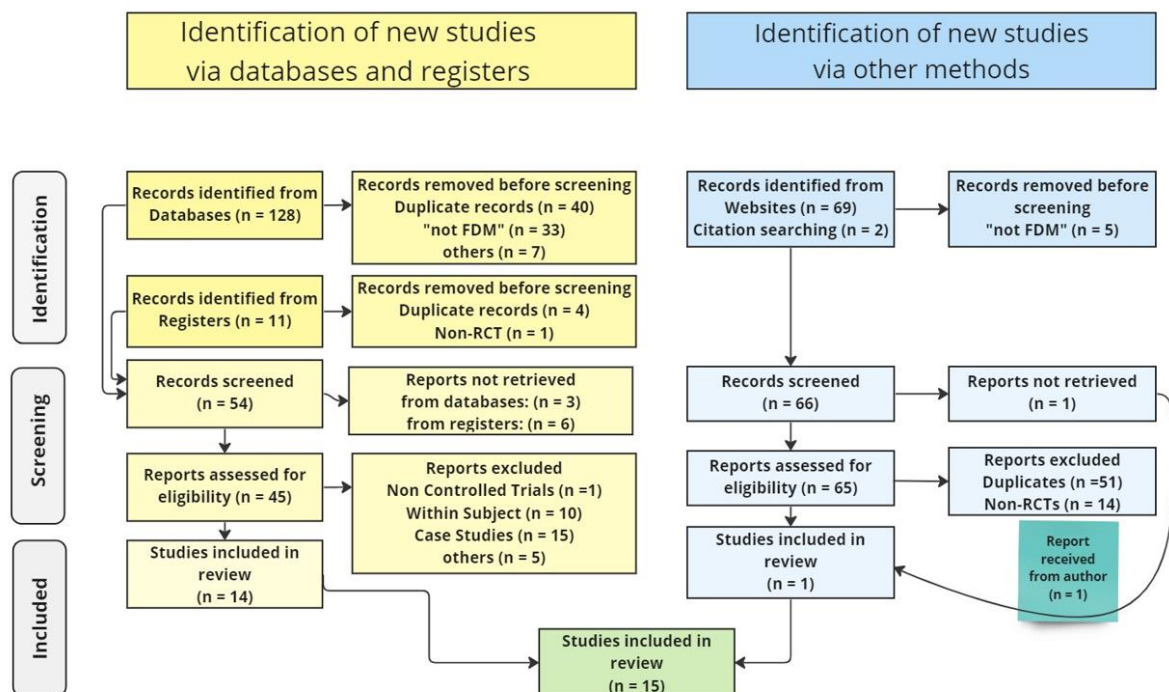 Identification of new studies
via databases and registers
Identification of new studies
via other methods
Identification
Records identified from
Databases (n = 128)
Records removed before screening
Duplicate records (n = 40)
"not FDM" (n = 33)
others (n = 7)
Records identified from
Websites (n = 69)
Citation searching (n = 2)
Records removed before
screening
"not FDM" (n = 5)
Records identified from
Registers (n = 11)
Records removed before screening
Duplicate records (n = 4)
Non-RCT (n = 1)
Screening
Records screened
(n = 54)
Reports not retrieved
from databases: (n = 3)
from registers: (n = 6)
Records screened
(n = 66)
Reports not retrieved
(n = 1)
Reports assessed for
eligibility (n = 45)
Reports excluded
Non Controlled Trials (n =1)
Within Subject (n = 10)
Case Studies (n = 15)
others (n = 5)
Reports assessed for
eligibility (n = 65)
Reports excluded
Duplicates (n =51)
Non-RCTs (n = 14)
Included
Studies included in
review
(n = 14)
Studies included in
review
(n = 1)
Report
received
from author
(n = 1)
Studies included in
review
(n = 15)